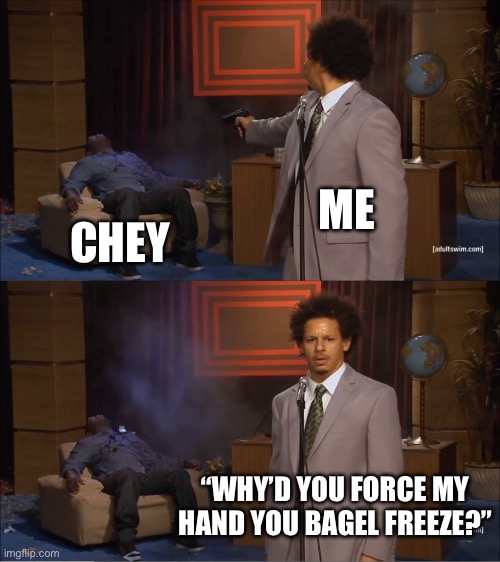 ME
CHEY
[adultswim.com]
“WHY’D YOU FORCE MY
HAND YOU BAGEL FREEZE?”
imgflip.com